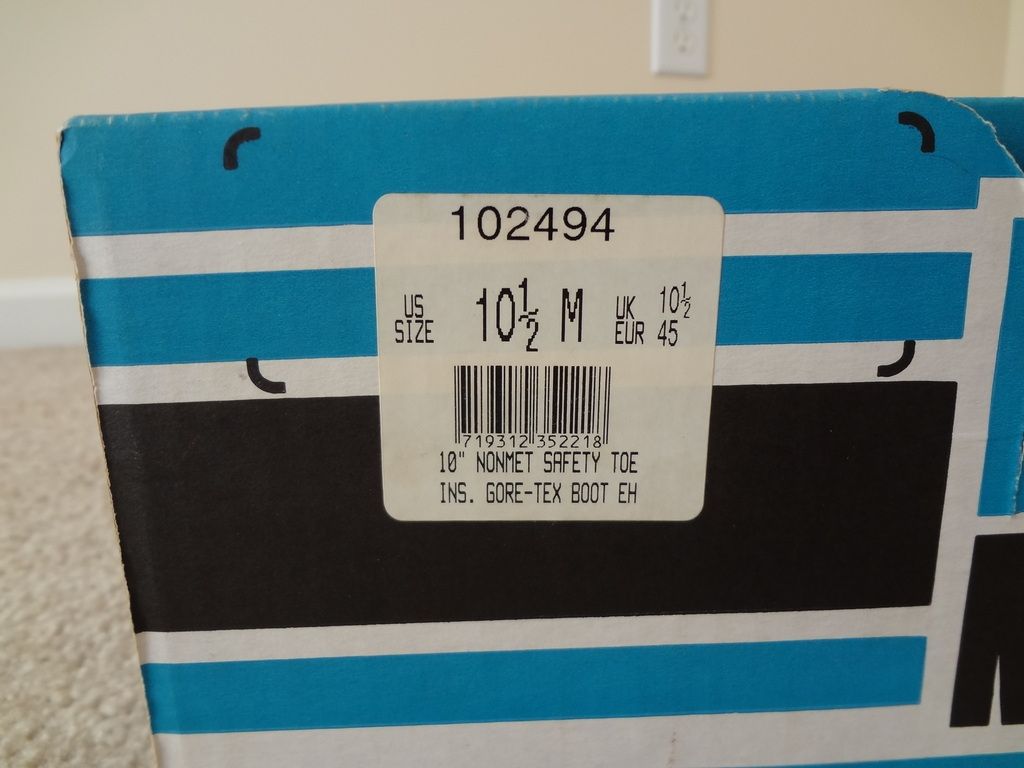 102494
US SIZE 10½ M UK 10½ EUR 45
719312 352218
10" NONMET SAFETY TOE
INS. GORE-TEX BOOT EH